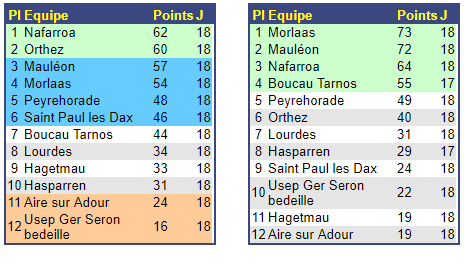 Pl Equipe Points J
1 Nafarroa 62 18
2 Orthez 60 18
3 Mauléon 57 18
4 Morlaas 54 18
5 Peyrehorade 48 18
6 Saint Paul les Dax 46 18
7 Boucau Tarnos 44 18
8 Lourdes 34 18
9 Hagetmau 33 18
10 Hasparren 31 18
11 Aire sur Adour 24 18
12 Usep Ger Seron
bedeille 16 18
Pl Equipe Points J
1 Morlaas 73 18
2 Mauléon 72 18
3 Nafarroa 64 18
4 Boucau Tarnos 55 17
5 Peyrehorade 49 18
6 Orthez 40 18
7 Lourdes 31 18
8 Hasparren 29 17
9 Saint Paul les Dax 24 18
10 Usep Ger Seron
bedeille 22 18
11 Hagetmau 19 18
12 Aire sur Adour 19 18